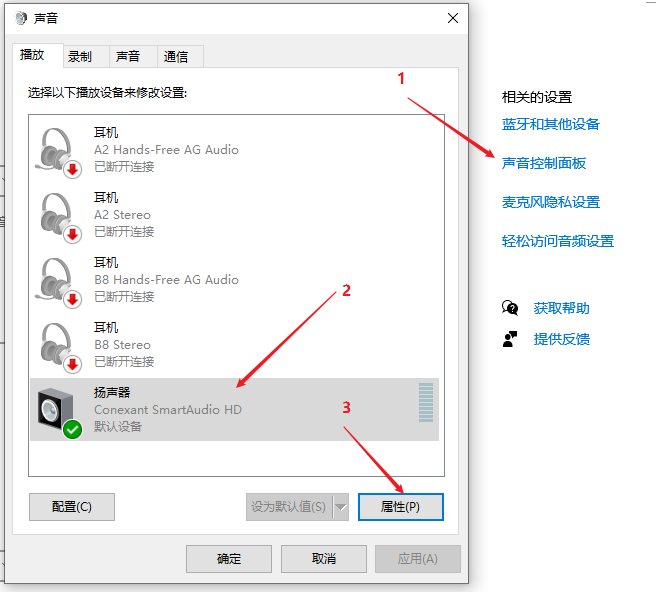 声音
播放
录制
声音
通信
选择以下播放设备来修改设置:
耳机
A2 Hands-Free AG Audio
已断开连接
耳机
A2 Stereo
已断开连接
耳机
B8 Hands-Free AG Audio
已断开连接
耳机
B8 Stereo
已断开连接
扬声器
Conexant SmartAudio HD
默认设备
配置(C)
设为默认值(S)
属性(P)
确定
取消
应用(A)
1
2
3
相关的设置
蓝牙和其他设备
声音控制面板
麦克风隐私设置
轻松访问音频设置
获取帮助
提供反馈